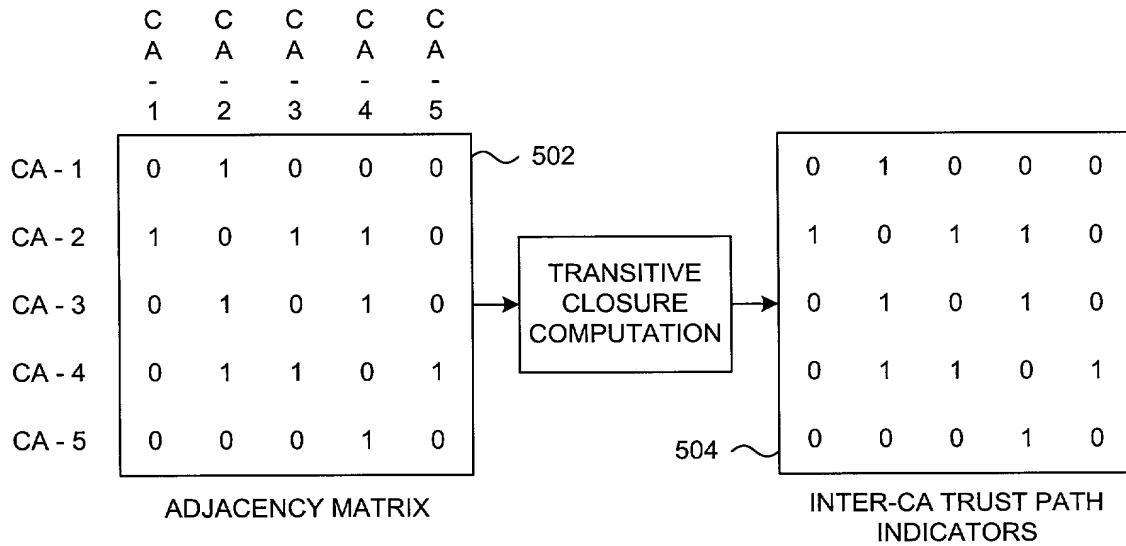 C C C C C
A A A A A
- - - - -
1 2 3 4 5
CA - 1 0 1 0 0 0
502
0 1 0 0 0
CA - 2 1 0 1 1 0
1 0 1 1 0
CA - 3 0 1 0 1 0
TRANSITIVE
CLOSURE
COMPUTATION
0 1 0 1 0
CA - 4 0 1 1 0 1
0 1 1 0 1
CA - 5 0 0 0 1 0
504
0 0 0 1 0
ADJACENCY MATRIX
INTER-CA TRUST PATH
INDICATORS